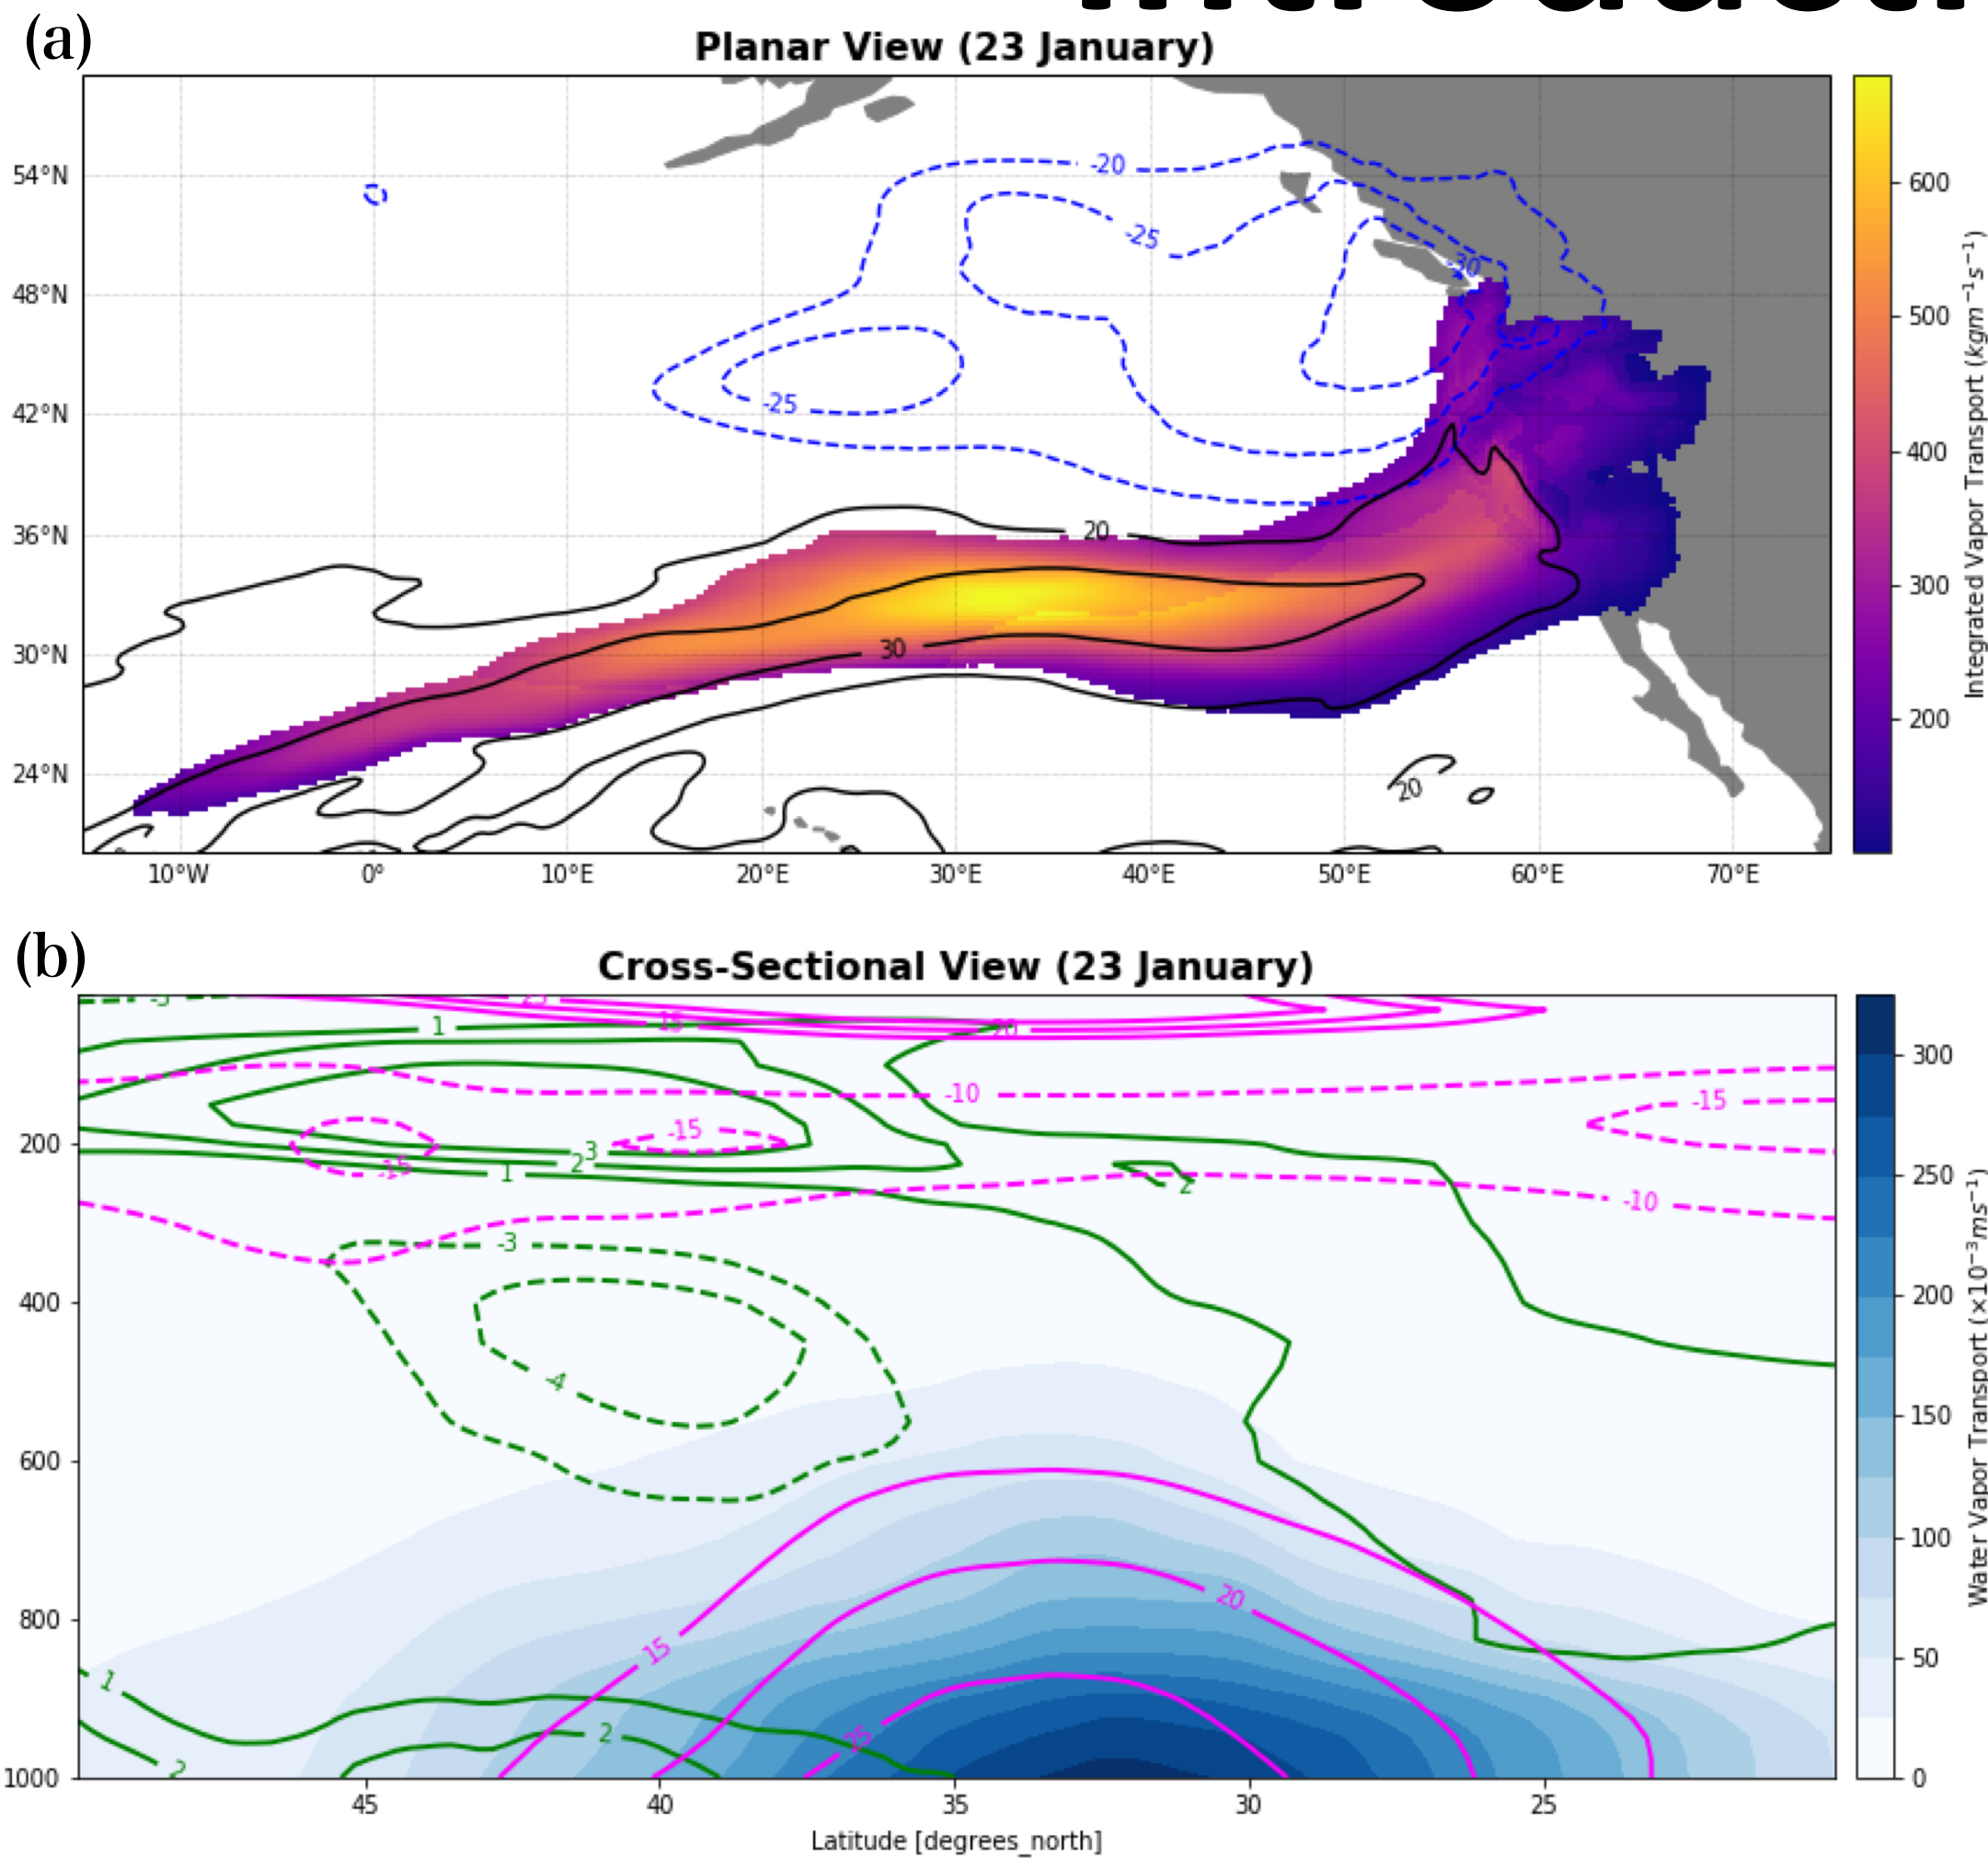 (a)
Planar View (23 January)
54°N
48°N
42°N
36°N
30°N
24°N
10°W 0° 10°E 20°E 30°E 40°E 50°E 60°E 70°E
-20
-25
-30
-25
20
30
20
600
500
400
300
200
Integrated Vapor Transport (kgm⁻¹s⁻¹)
(b)
Cross-Sectional View (23 January)
200
400
600
800
1000
45 40 35 30 25
Latitude [degrees_north]
1
15
20
-10
-15
-15
-15
3
2
1
2
-10
-3
-4
20
15
25
1
2
2
300
250
200
150
100
50
0
Water Vapor Transport (×10⁻³ms⁻¹)